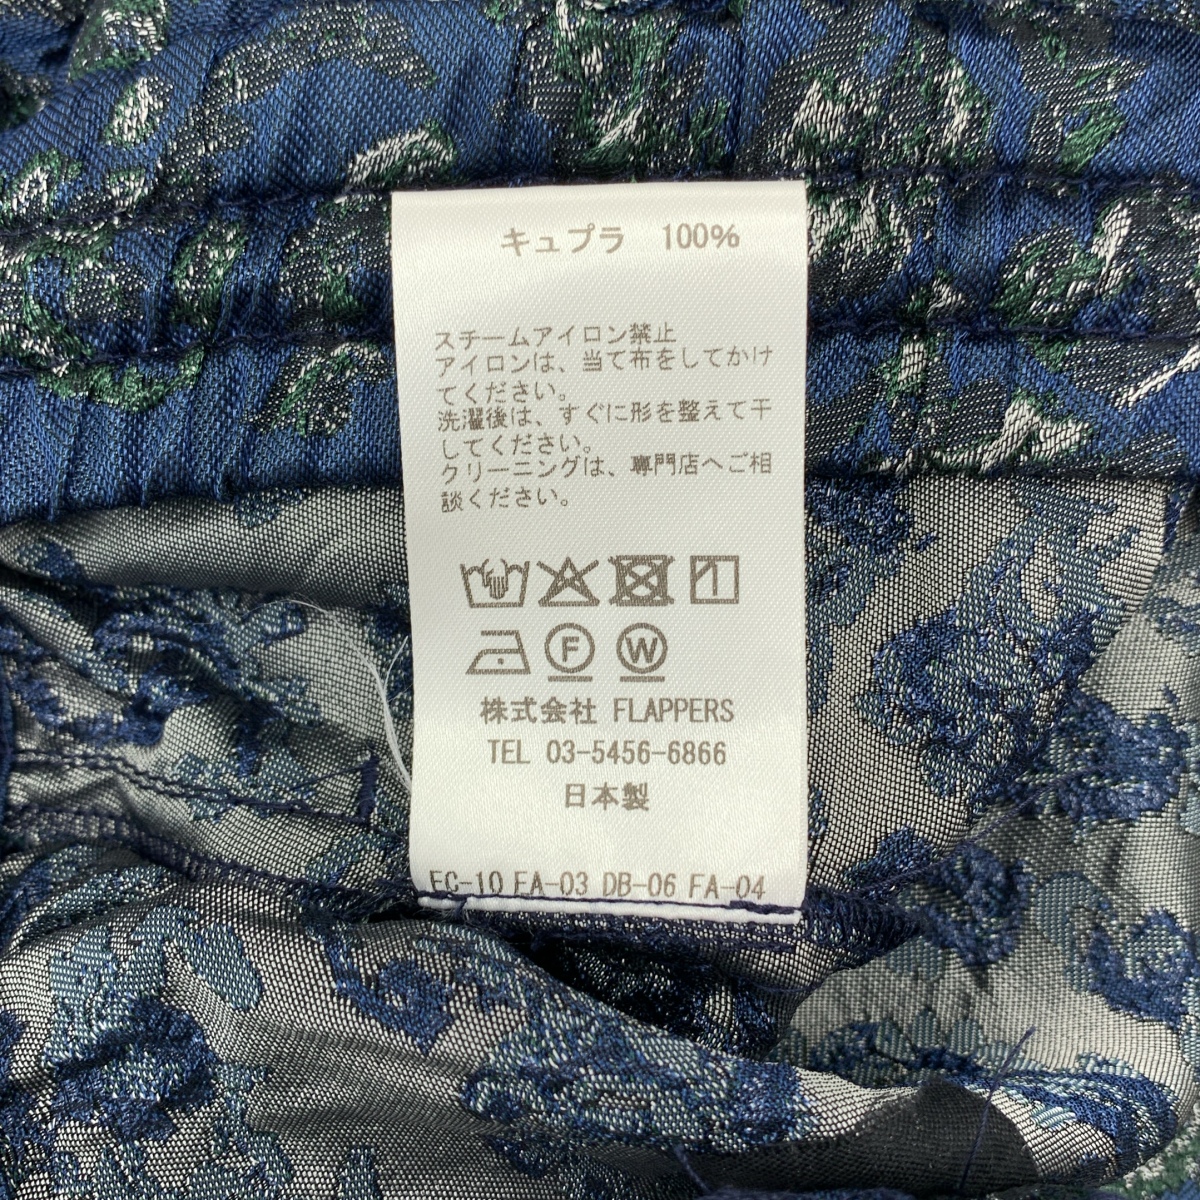 キュプラ 100%
スチームアイロン禁止
アイロンは、当て布をしてかけ
てください。
洗濯後は、すぐに形を整えて干
してください。
クリーニングは、専門店へご相
談ください。
F W
株式会社 FLAPPERS
TEL 03-5456-6866
日本製
FC-10 FA-03 DB-06 FA-04